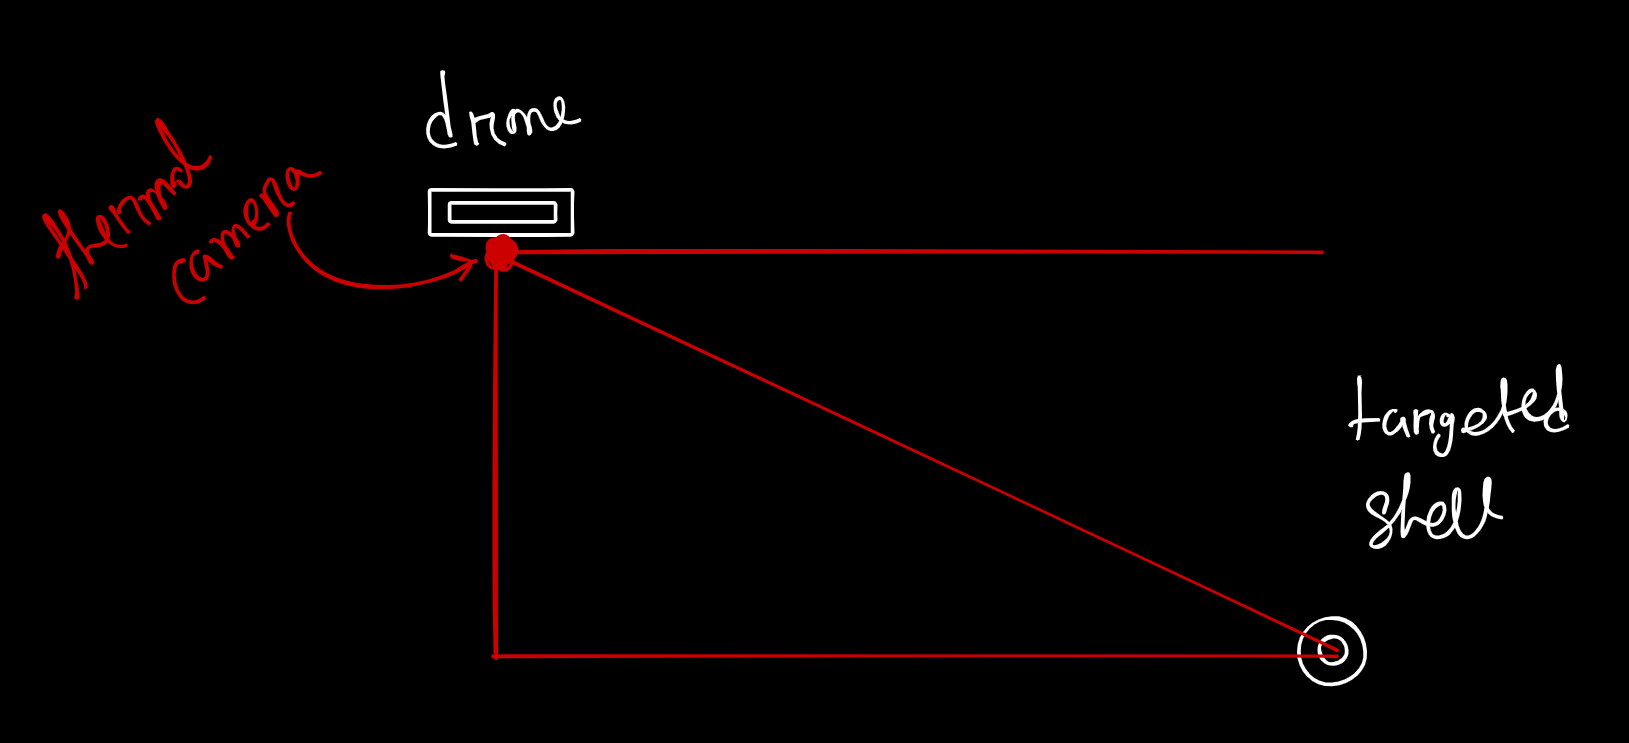 drone
thermal
camera
targeted
shell